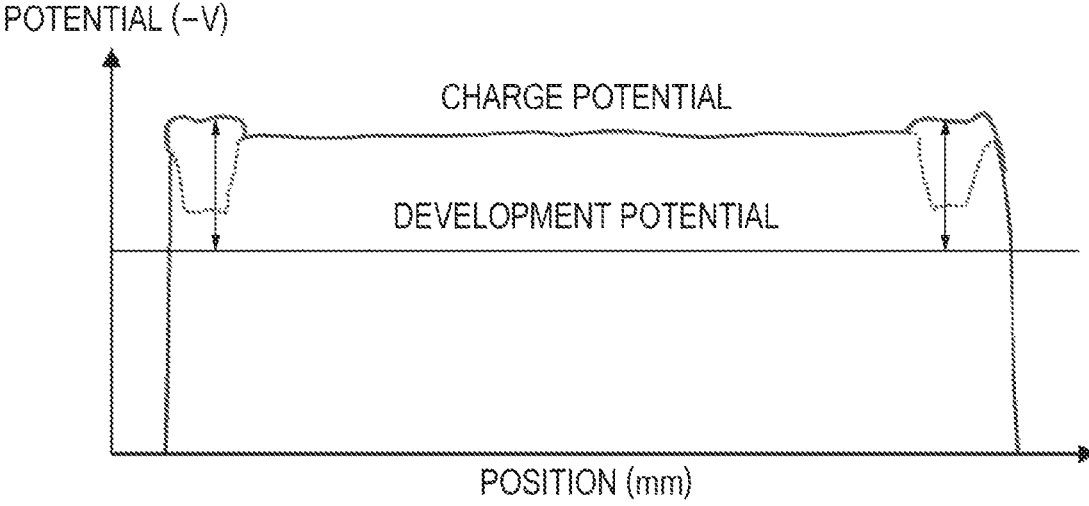 POTENTIAL (−V)
CHARGE POTENTIAL
DEVELOPMENT POTENTIAL
POSITION (mm)